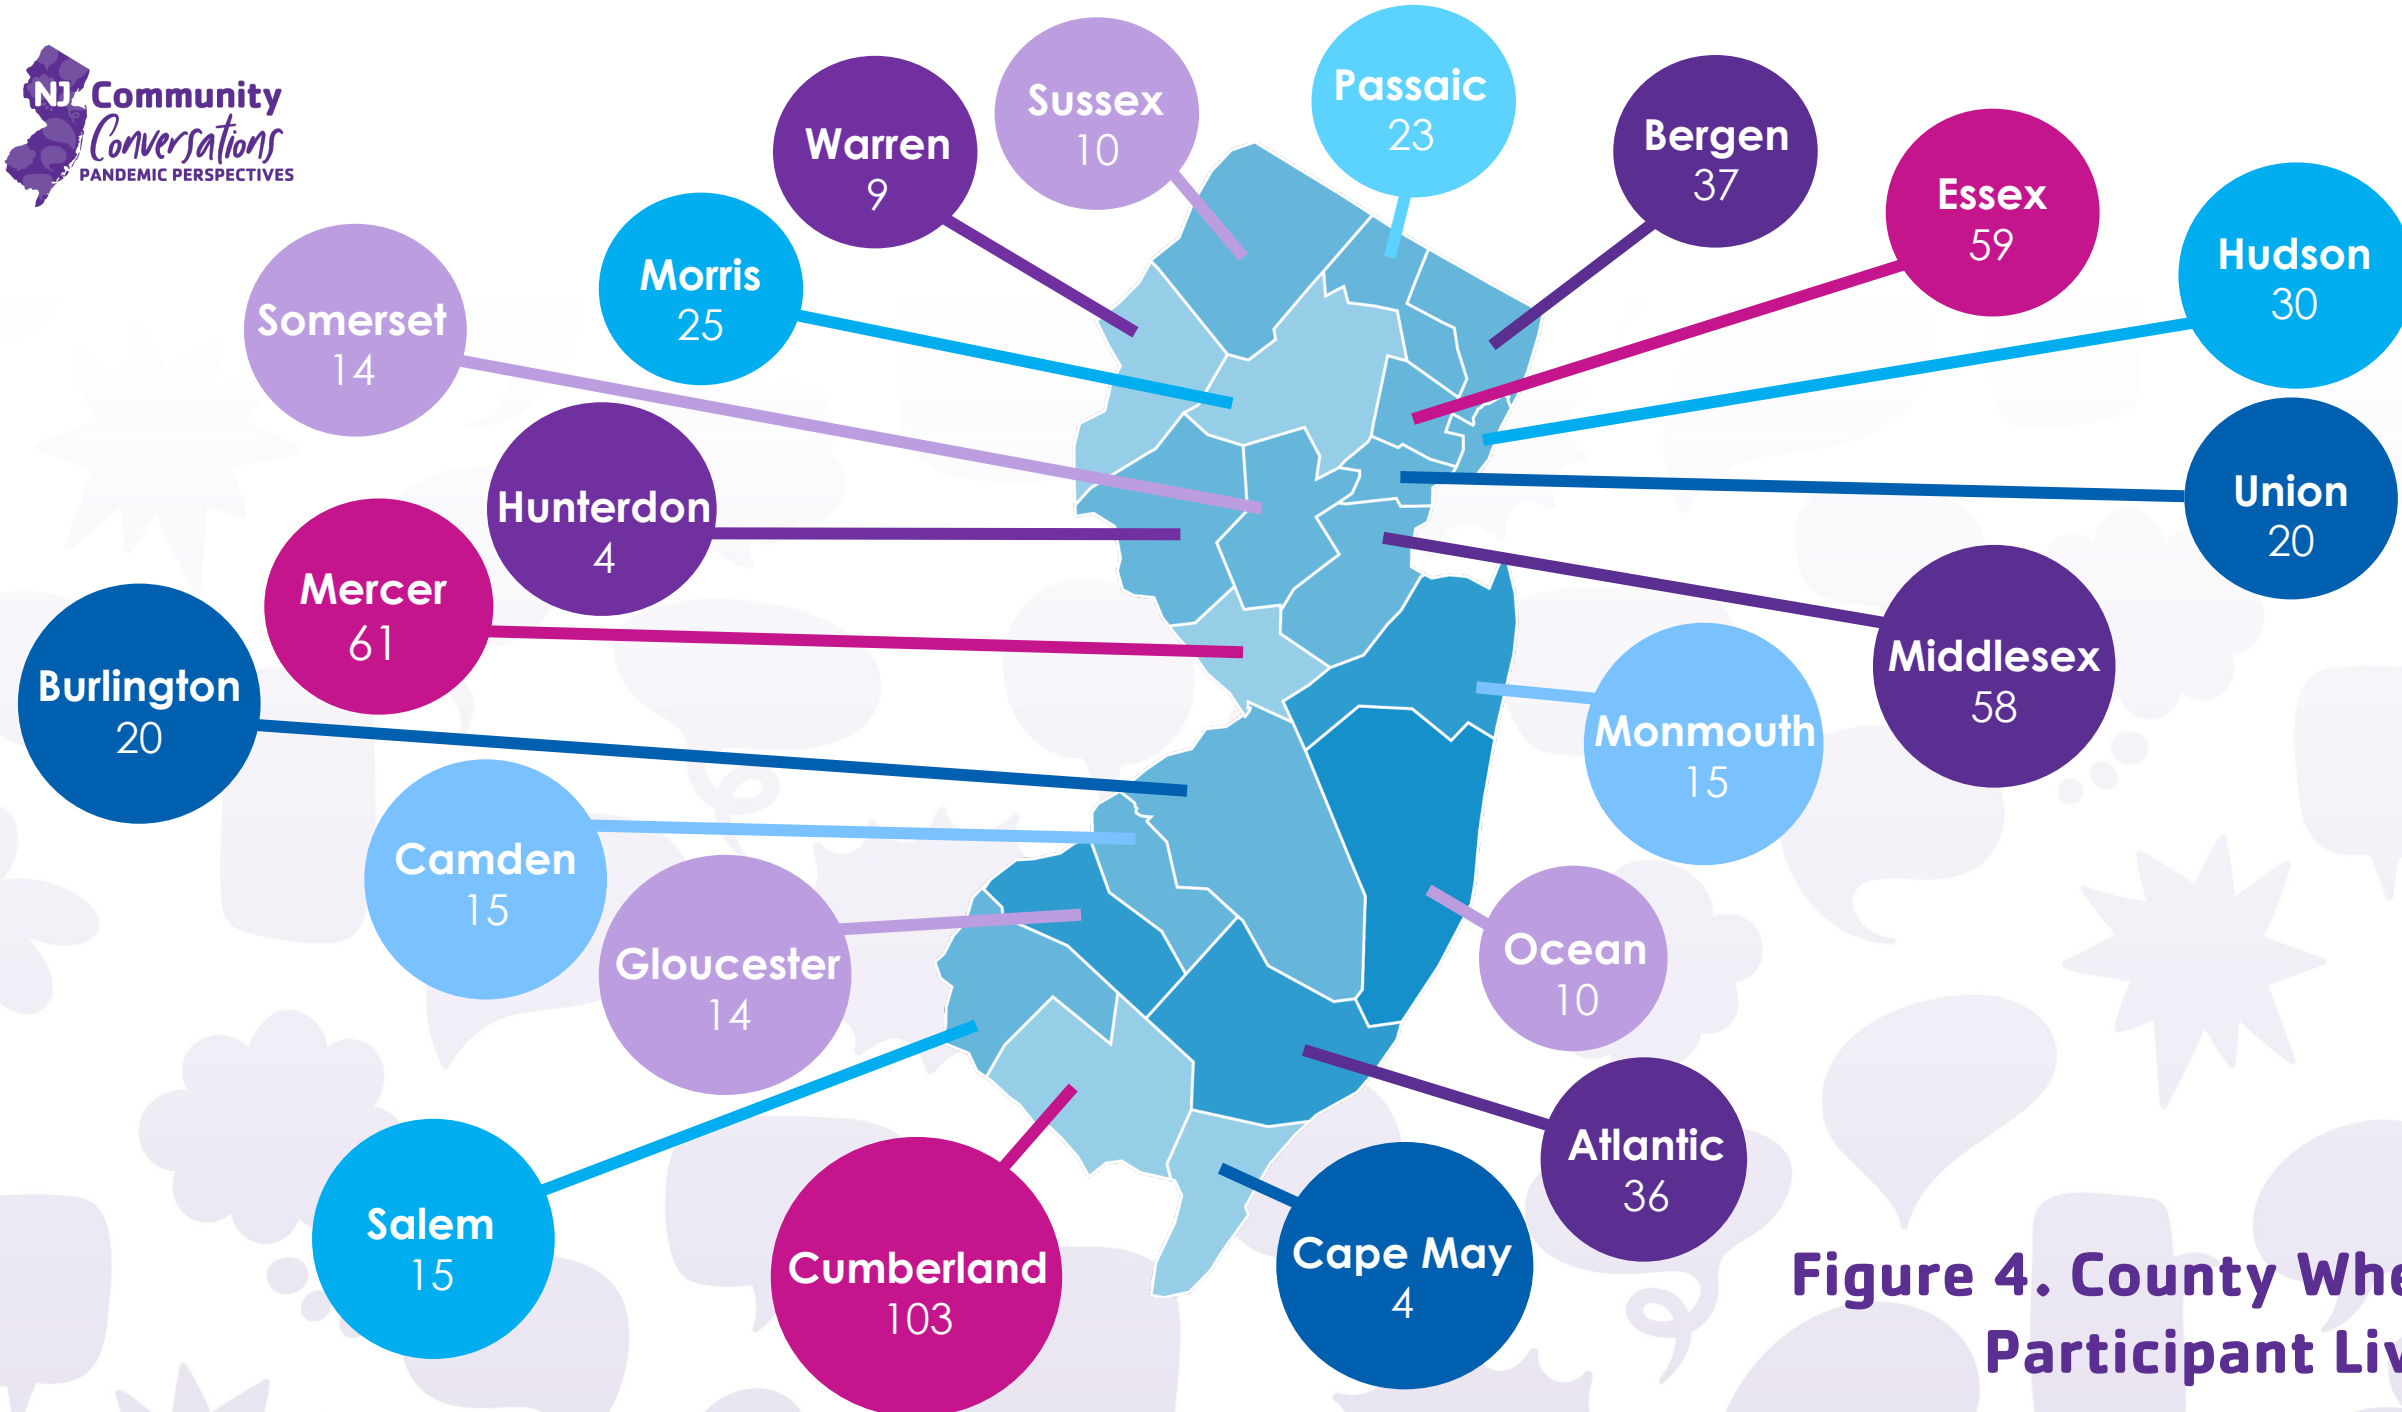 NJ Community
Conversations
PANDEMIC PERSPECTIVES
Warren
9
Sussex
10
Passaic
23
Bergen
37
Essex
59
Hudson
30
Morris
25
Somerset
14
Hunterdon
4
Union
20
Mercer
61
Middlesex
58
Burlington
20
Monmouth
15
Camden
15
Gloucester
14
Ocean
10
Atlantic
36
Salem
15
Cumberland
103
Cape May
4
Figure 4. County Whe
Participant Liv